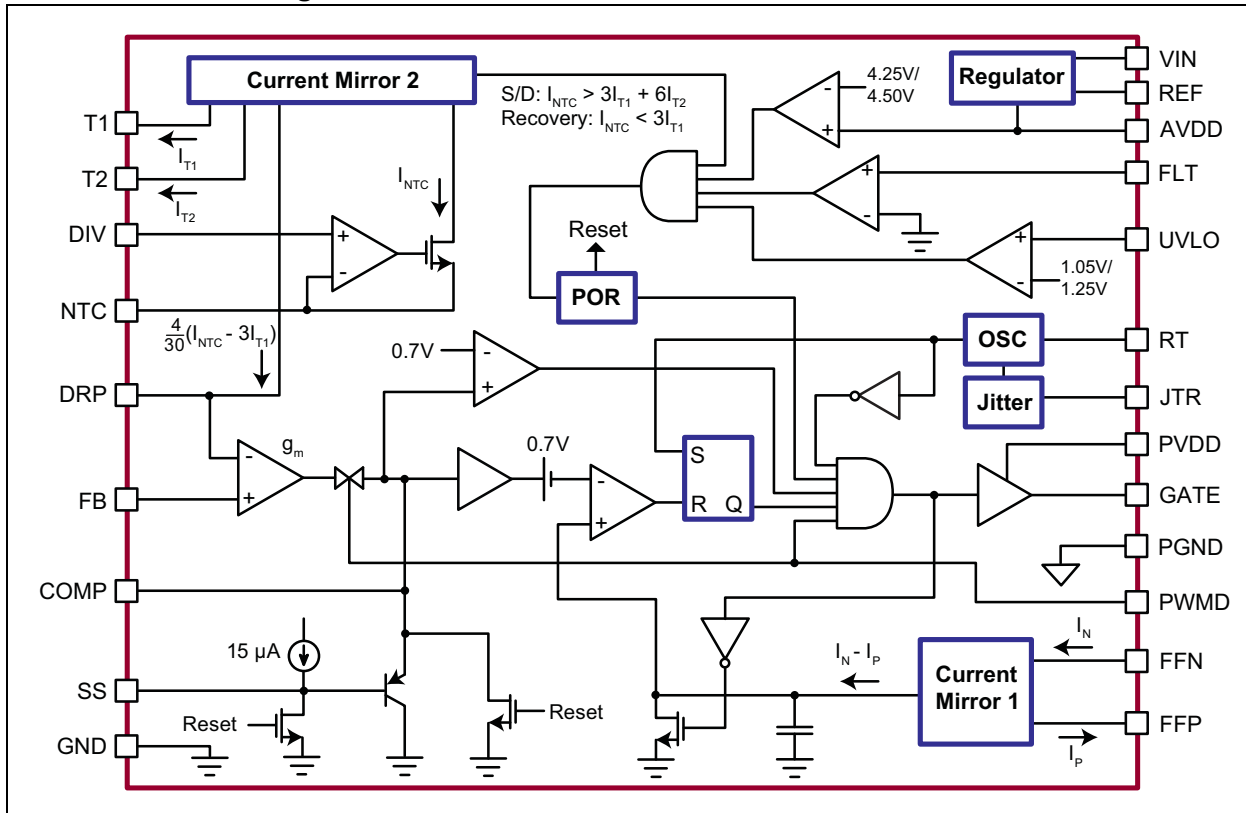 g
Current Mirror 2
S/D: I_NTC > 3I_T1 + 6I_T2
Recovery: I_NTC < 3I_T1
4.25V/
4.50V
-
+
Regulator
VIN
REF
AVDD
T1
I_T1
T2
I_T2
I_NTC
+
-
FLT
DIV
+
-
Reset
+
-
1.05V/
1.25V
UVLO
NTC
POR
4/30(I_NTC - 3I_T1)
0.7V
-
+
OSC
RT
DRP
Jitter
JTR
g_m
-
+
0.7V
-
+
S
R Q
PVDD
FB
GATE
PGND
COMP
PWMD
15 µA
I_N - I_P
Current
Mirror 1
I_N
FFN
SS
Reset
Reset
FFP
I_P
GND